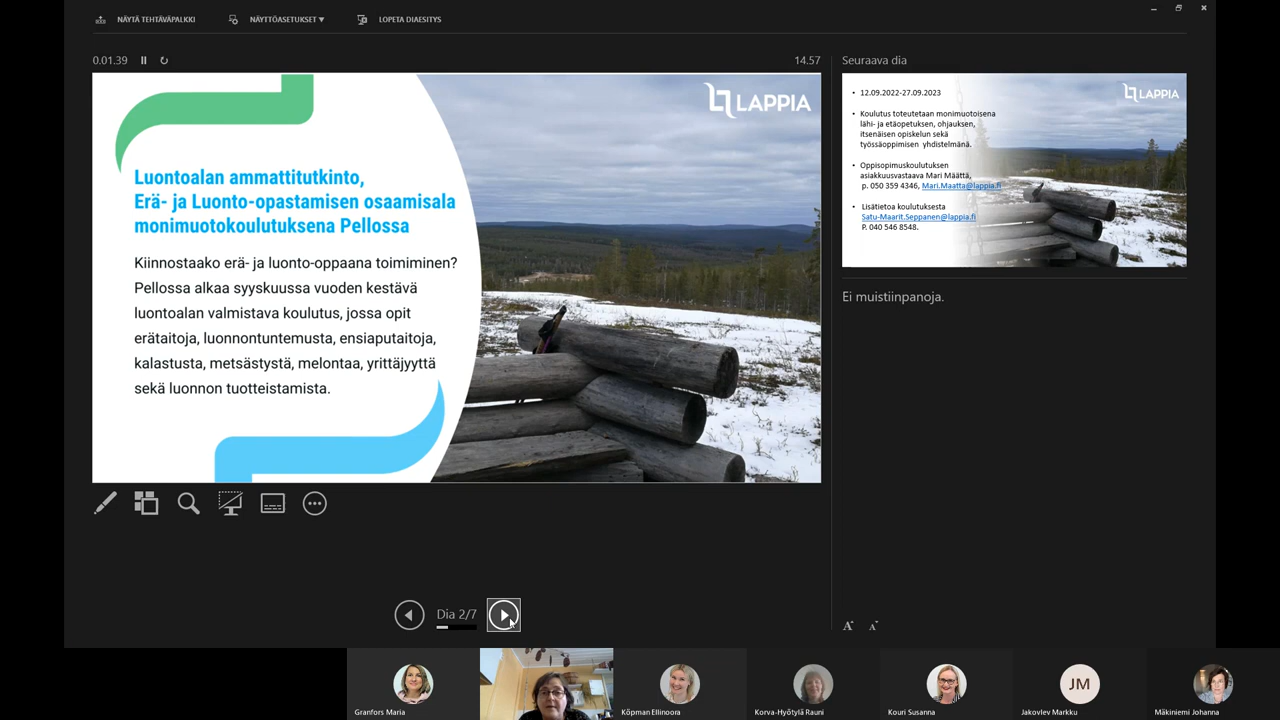 NÄYTÄ TEHTÄVÄPALKKI
NÄYTTÖASETUKSET ▼
LOPETA DIAESITYS
0.01.39
14.57
LAPPIA
Luontoalan ammattitutkinto,
Erä- ja Luonto-opastamisen osaamisala
monimuotokoulutuksena Pellossa
Kiinnostaako erä- ja luonto-oppaana toimiminen?
Pellossa alkaa syyskuussa vuoden kestävä
luontoalan valmistava koulutus, jossa opit
erätaitoja, luonnontuntemusta, ensiaputaitoja,
kalastusta, metsästystä, melontaa, yrittäjyyttä
sekä luonnon tuotteistamista.
Dia 2/7
Seuraava dia
LAPPIA
• 12.09.2022-27.09.2023
• Koulutus toteutetaan monimuotoisena
lähi- ja etäopetuksen, ohjauksen,
itsenäisen opiskelun sekä
työssäoppimisen yhdistelmänä.
• Oppisopimuskoulutuksen
asiakkuusvastaava Mari Määttä,
p. 050 359 4346, Mari.Maatta@lappia.fi
• Lisätietoa koulutuksesta
Satu-Maarit.Seppanen@lappia.fi
P. 040 546 8548.
Ei muistiinpanoja.
A A
Granfors Maria
Köpman Ellinoora
Korva-Hyötylä Rauni
Kouri Susanna
JM
Jakovlev Markku
Mäkiniemi Johanna